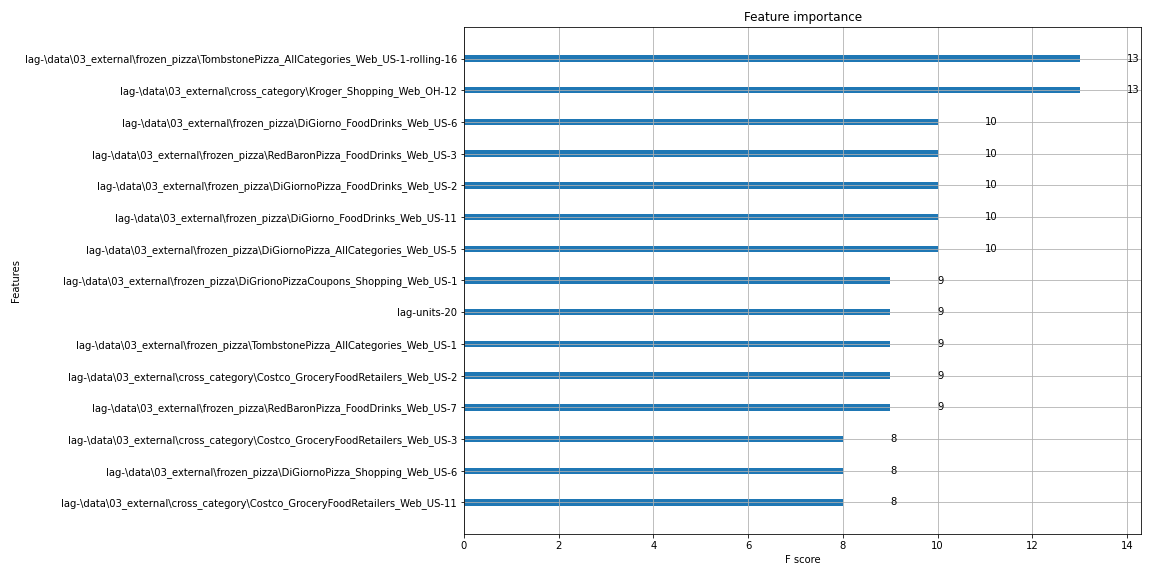 Feature importance
lag-\data\03_external\frozen_pizza\TombstonePizza_AllCategories_Web_US-1-rolling-16 13
lag-\data\03_external\cross_category\Kroger_Shopping_Web_OH-12 13
lag-\data\03_external\frozen_pizza\DiGiorno_FoodDrinks_Web_US-6 10
lag-\data\03_external\frozen_pizza\RedBaronPizza_FoodDrinks_Web_US-3 10
lag-\data\03_external\frozen_pizza\DiGiornoPizza_FoodDrinks_Web_US-2 10
lag-\data\03_external\frozen_pizza\DiGiorno_FoodDrinks_Web_US-11 10
lag-\data\03_external\frozen_pizza\DiGiornoPizza_AllCategories_Web_US-5 10
lag-\data\03_external\frozen_pizza\DiGrionoPizzaCoupons_Shopping_Web_US-1 9
lag-units-20 9
lag-\data\03_external\frozen_pizza\TombstonePizza_AllCategories_Web_US-1 9
lag-\data\03_external\cross_category\Costco_GroceryFoodRetailers_Web_US-2 9
lag-\data\03_external\frozen_pizza\RedBaronPizza_FoodDrinks_Web_US-7 9
lag-\data\03_external\cross_category\Costco_GroceryFoodRetailers_Web_US-3 8
lag-\data\03_external\frozen_pizza\DiGiornoPizza_Shopping_Web_US-6 8
lag-\data\03_external\cross_category\Costco_GroceryFoodRetailers_Web_US-11 8
Features
0 2 4 6 8 10 12 14
F score